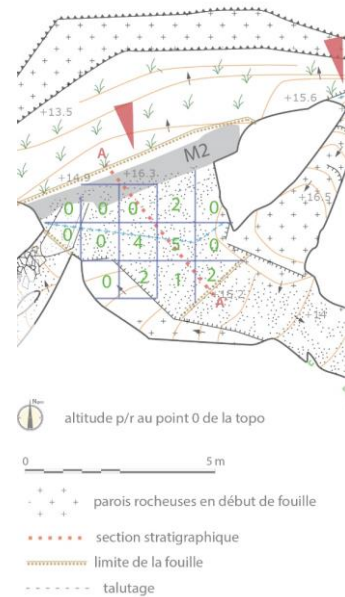 +13.5
+15.6
A
M2
+14.9
+16.3
+16.5
0 0 0 2 0
0 0 4 5 0
0 2 1 2
A'
+16.2
+14
altitude p/r au point 0 de la topo
0 5 m
parois rocheuses en début de fouille
section stratigraphique
limite de la fouille
talutage